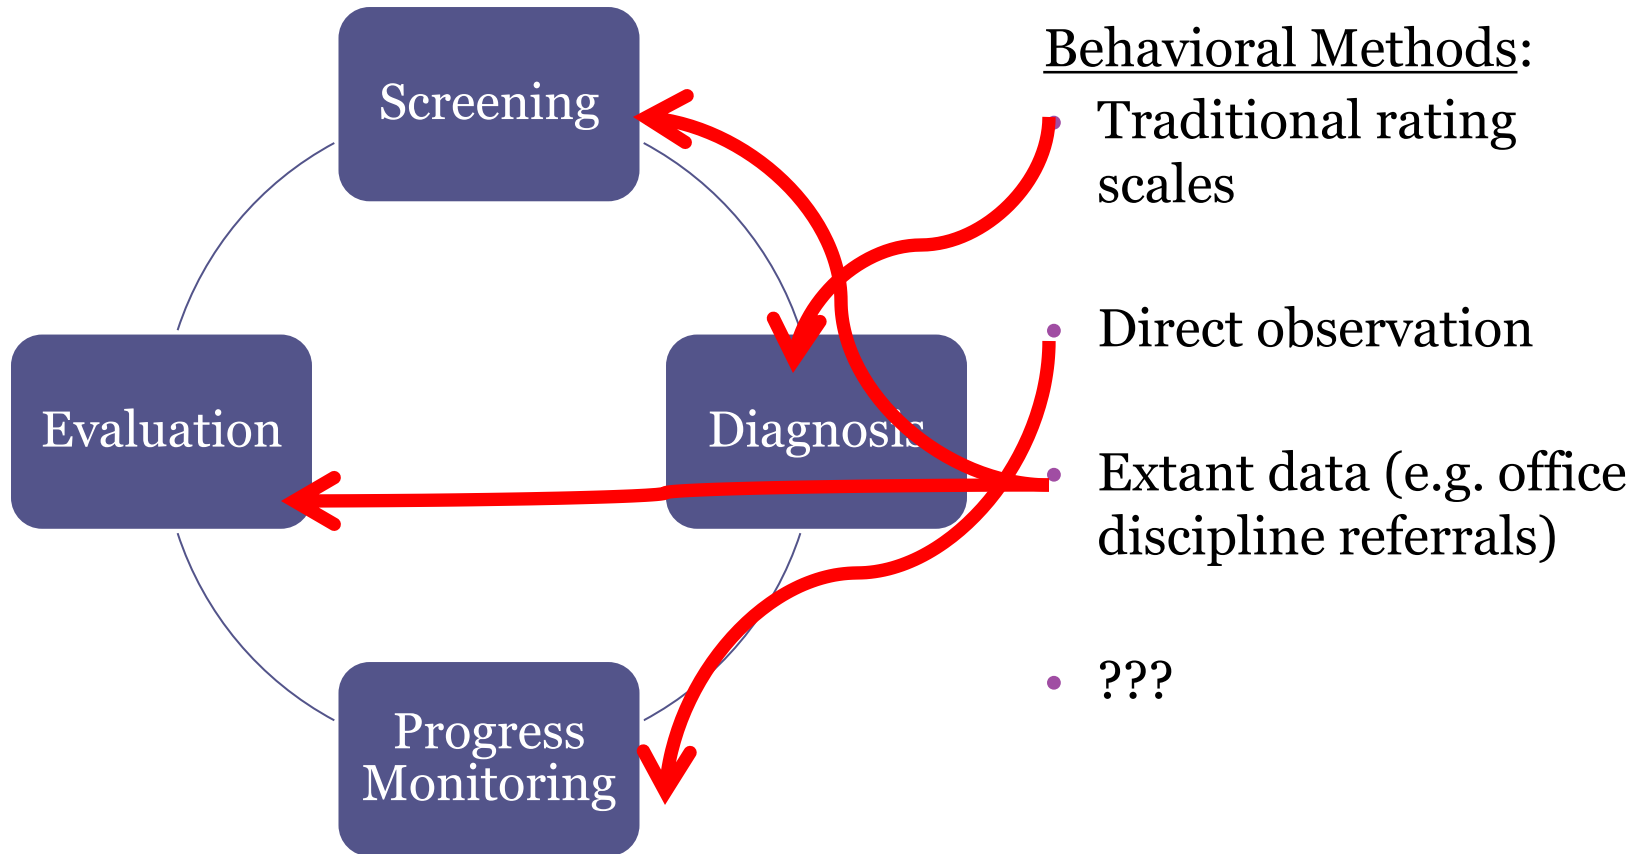 Screening
Evaluation
Diagnosis
Progress
Monitoring
Behavioral Methods:
• Traditional rating
scales
• Direct observation
• Extant data (e.g. office
discipline referrals)
• ???